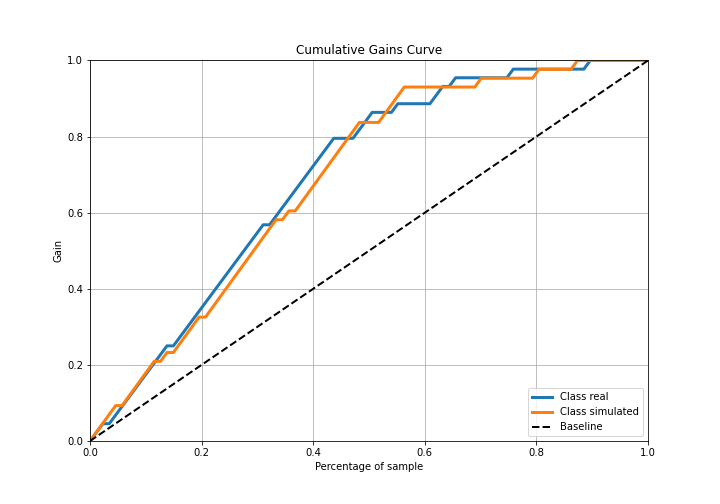 Cumulative Gains Curve
1.0
0.8
0.6
0.4
0.2
0.0
Gain
0.0 0.2 0.4 0.6 0.8 1.0
Percentage of sample
Class real
Class simulated
Baseline